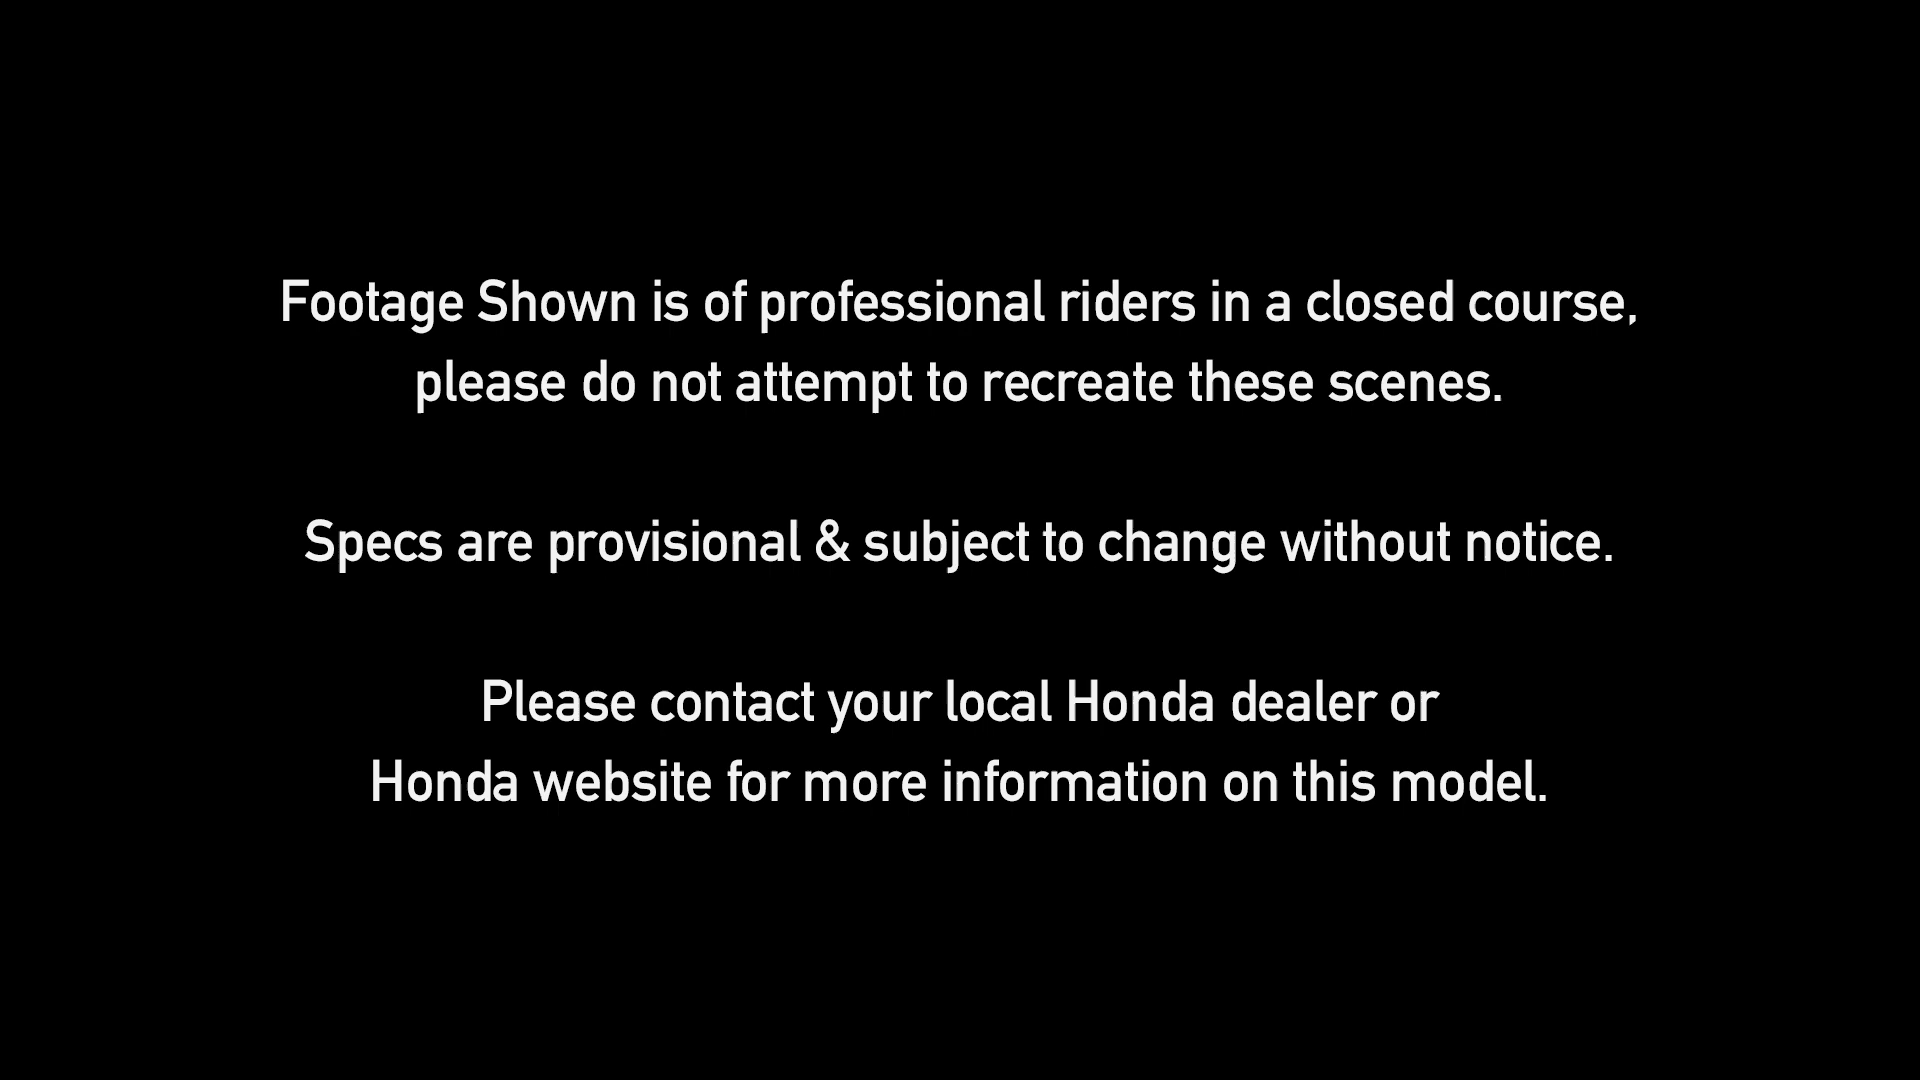 Footage Shown is of professional riders in a closed course,
please do not attempt to recreate these scenes.
Specs are provisional & subject to change without notice.
Please contact your local Honda dealer or
Honda website for more information on this model.